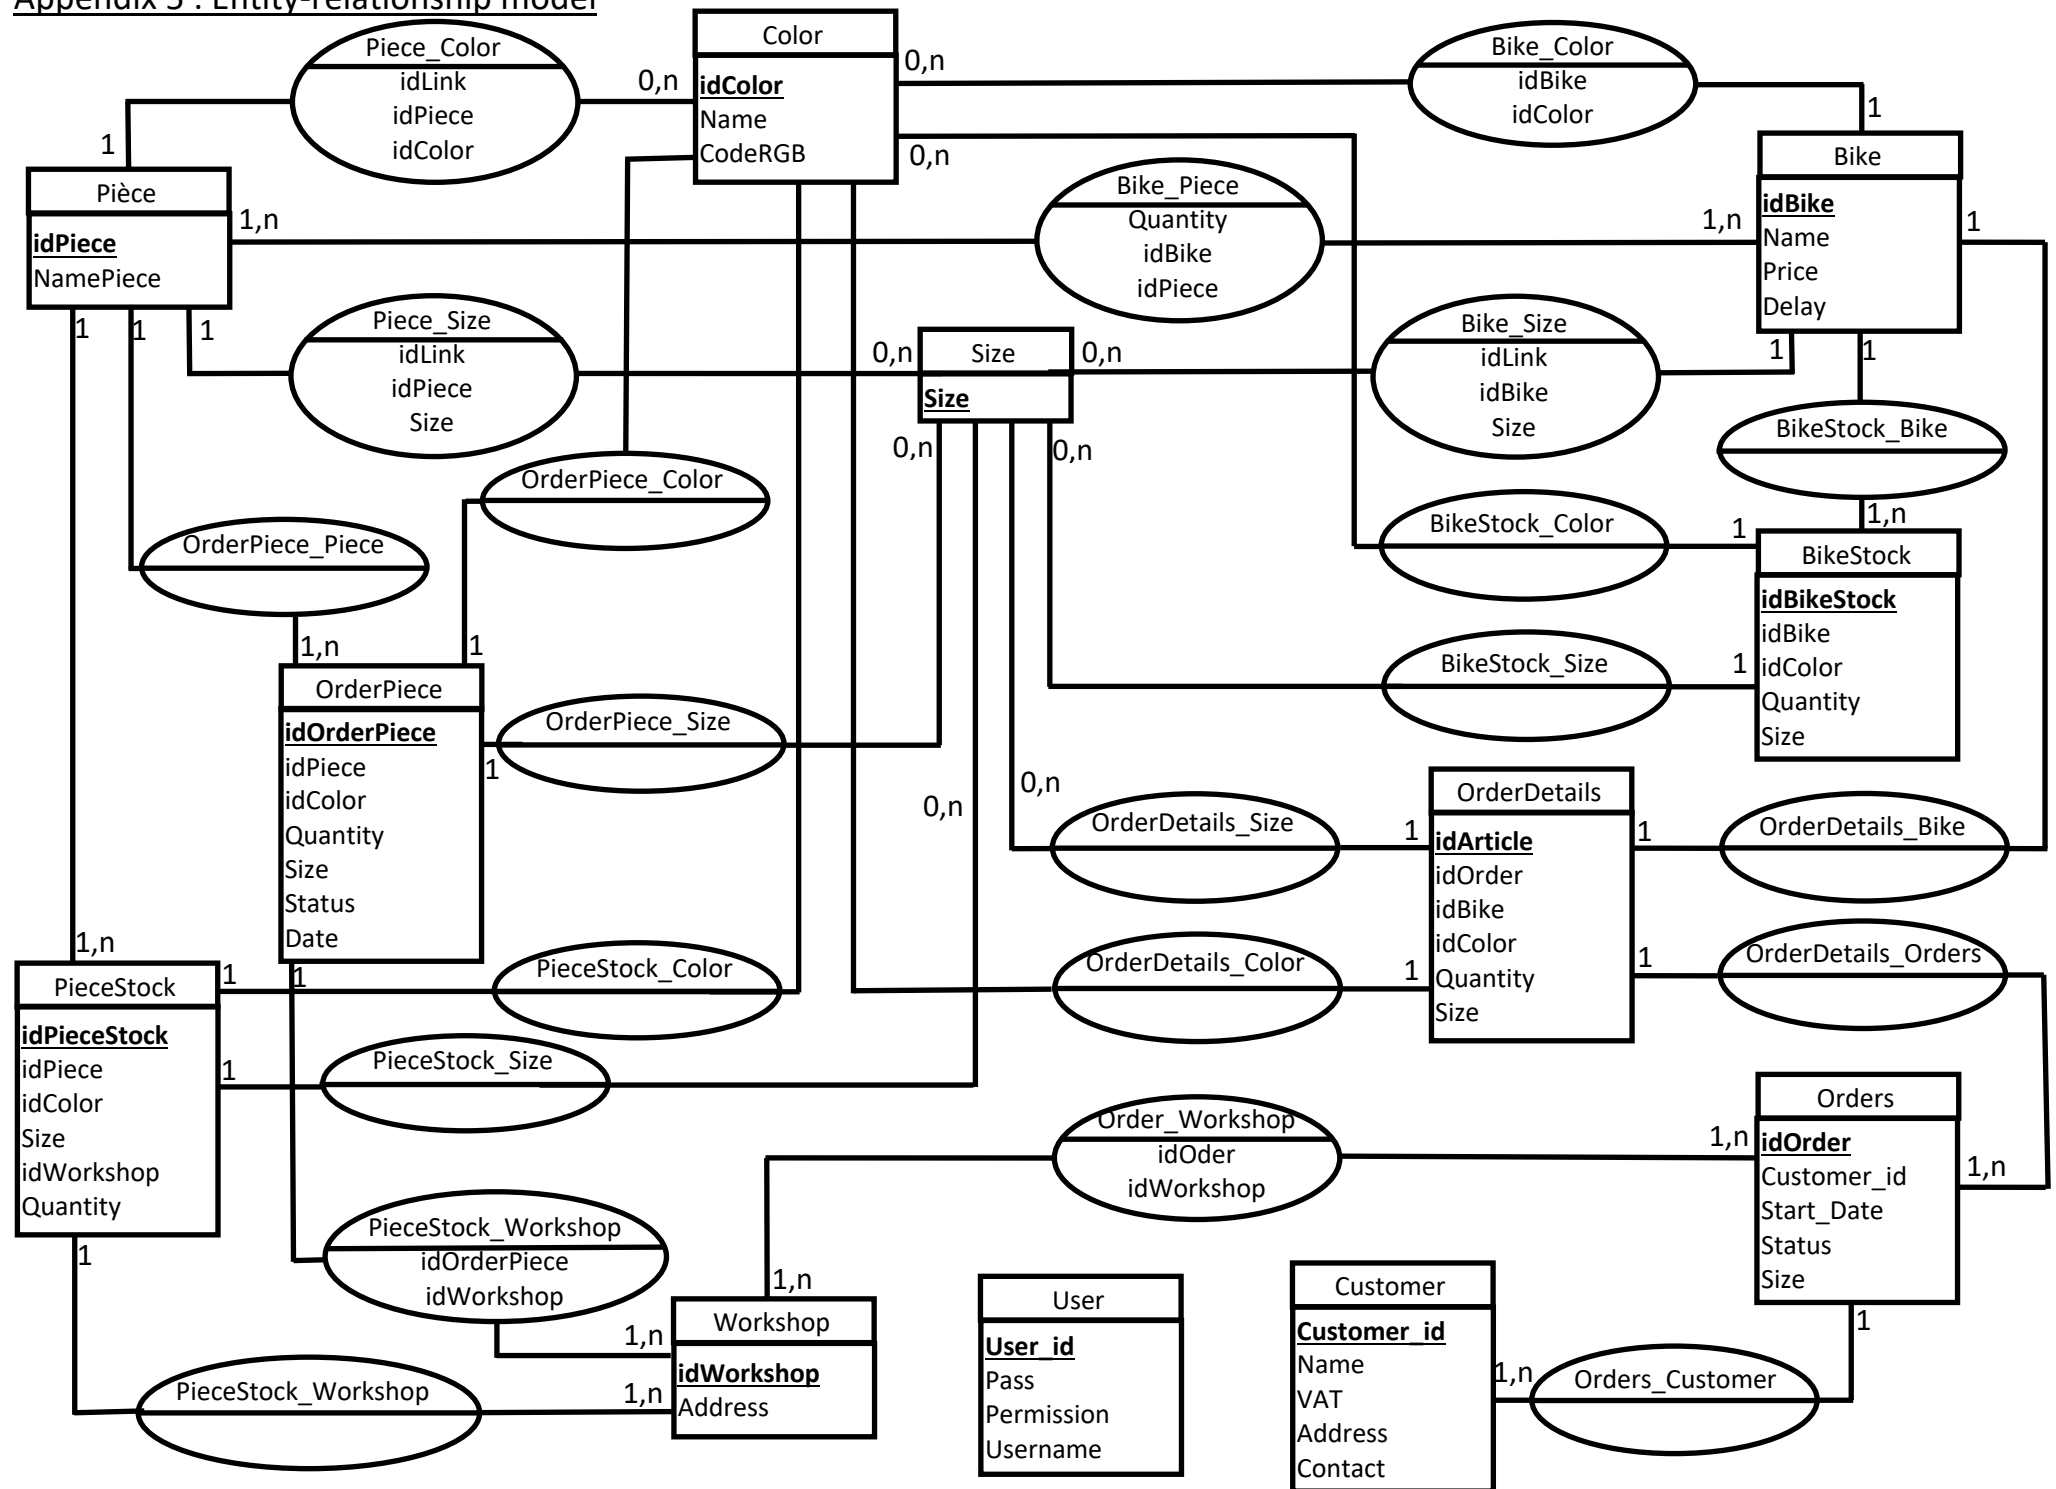 Appendix 3 : Entity-relationship model
Piece_Color
idLink
idPiece
idColor
0,n
1
Color
idColor
Name
CodeRGB
0,n
0,n
Bike_Color
idBike
idColor
1
Pièce
idPiece
NamePiece
1,n
1
1
1
Bike_Piece
Quantity
idBike
idPiece
1,n
Bike
idBike
Name
Price
Delay
1
1
1
Piece_Size
idLink
idPiece
Size
0,n
Size
Size
0,n
0,n
0,n
Bike_Size
idLink
idBike
Size
BikeStock_Bike
1,n
OrderPiece_Color
OrderPiece_Piece
1,n
1
BikeStock_Color
1
BikeStock
idBikeStock
idBike
idColor
Quantity
Size
BikeStock_Size
1
OrderPiece
idOrderPiece
idPiece
idColor
Quantity
Size
Status
Date
1
OrderPiece_Size
1
0,n
0,n
OrderDetails_Size
1
OrderDetails
idArticle
idOrder
idBike
idColor
Quantity
Size
1
OrderDetails_Bike
1
OrderDetails_Orders
OrderDetails_Color
1
1,n
PieceStock
idPieceStock
idPiece
idColor
Size
idWorkshop
Quantity
1
1
1
PieceStock_Color
PieceStock_Size
Order_Workshop
idOder
idWorkshop
1,n
Orders
idOrder
Customer_id
Start_Date
Status
Size
1,n
1
PieceStock_Workshop
idOrderPiece
idWorkshop
1,n
1,n
Workshop
idWorkshop
Address
PieceStock_Workshop
1,n
User
User_id
Pass
Permission
Username
Customer
Customer_id
Name
VAT
Address
Contact
1,n
Orders_Customer